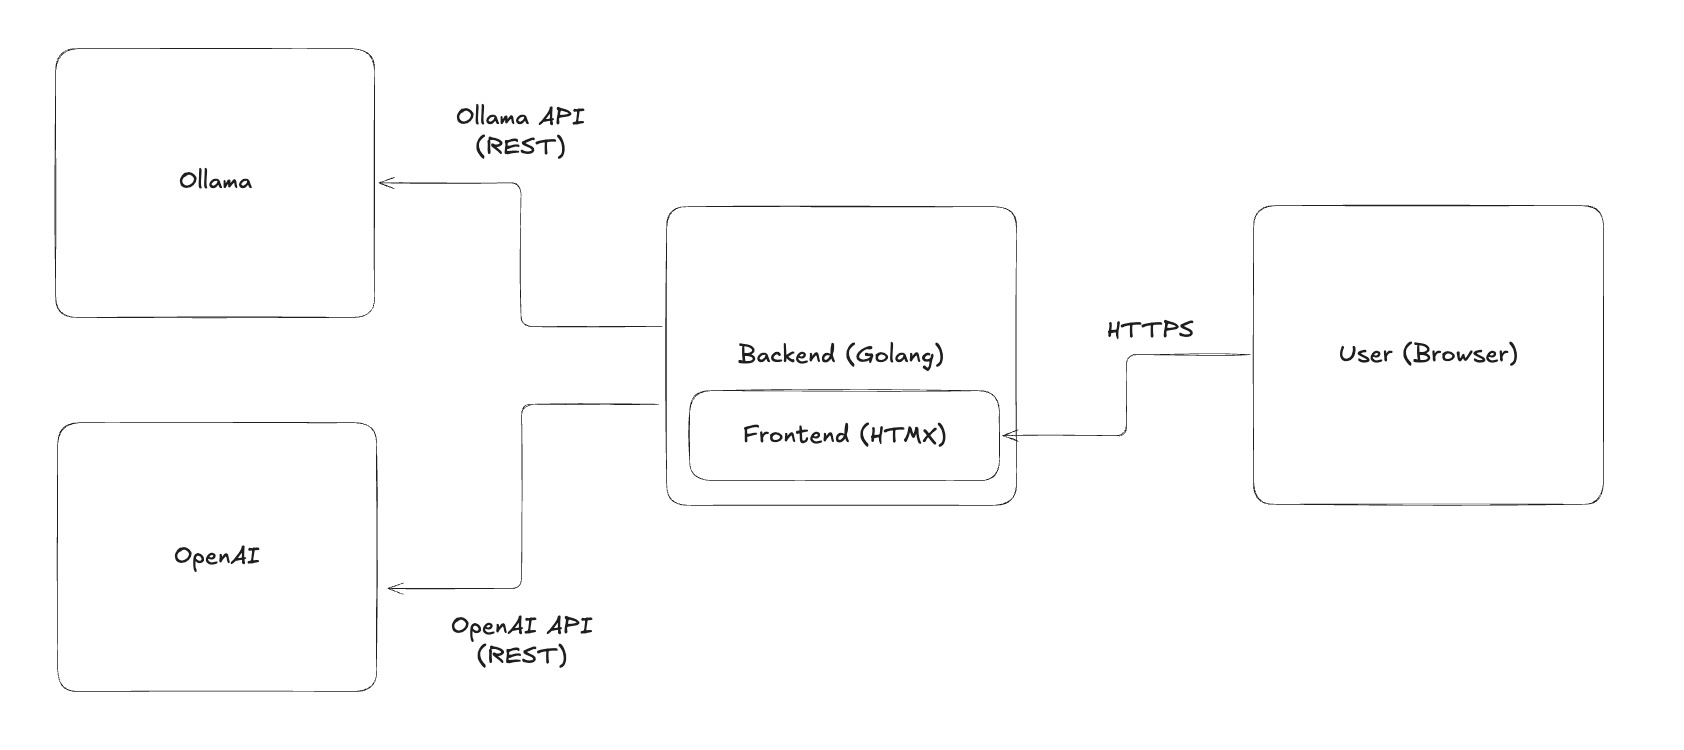 Ollama API
(REST)
Ollama
HTTPS
Backend (Golang)
User (Browser)
Frontend (HTMX)
OpenAI
OpenAI API
(REST)